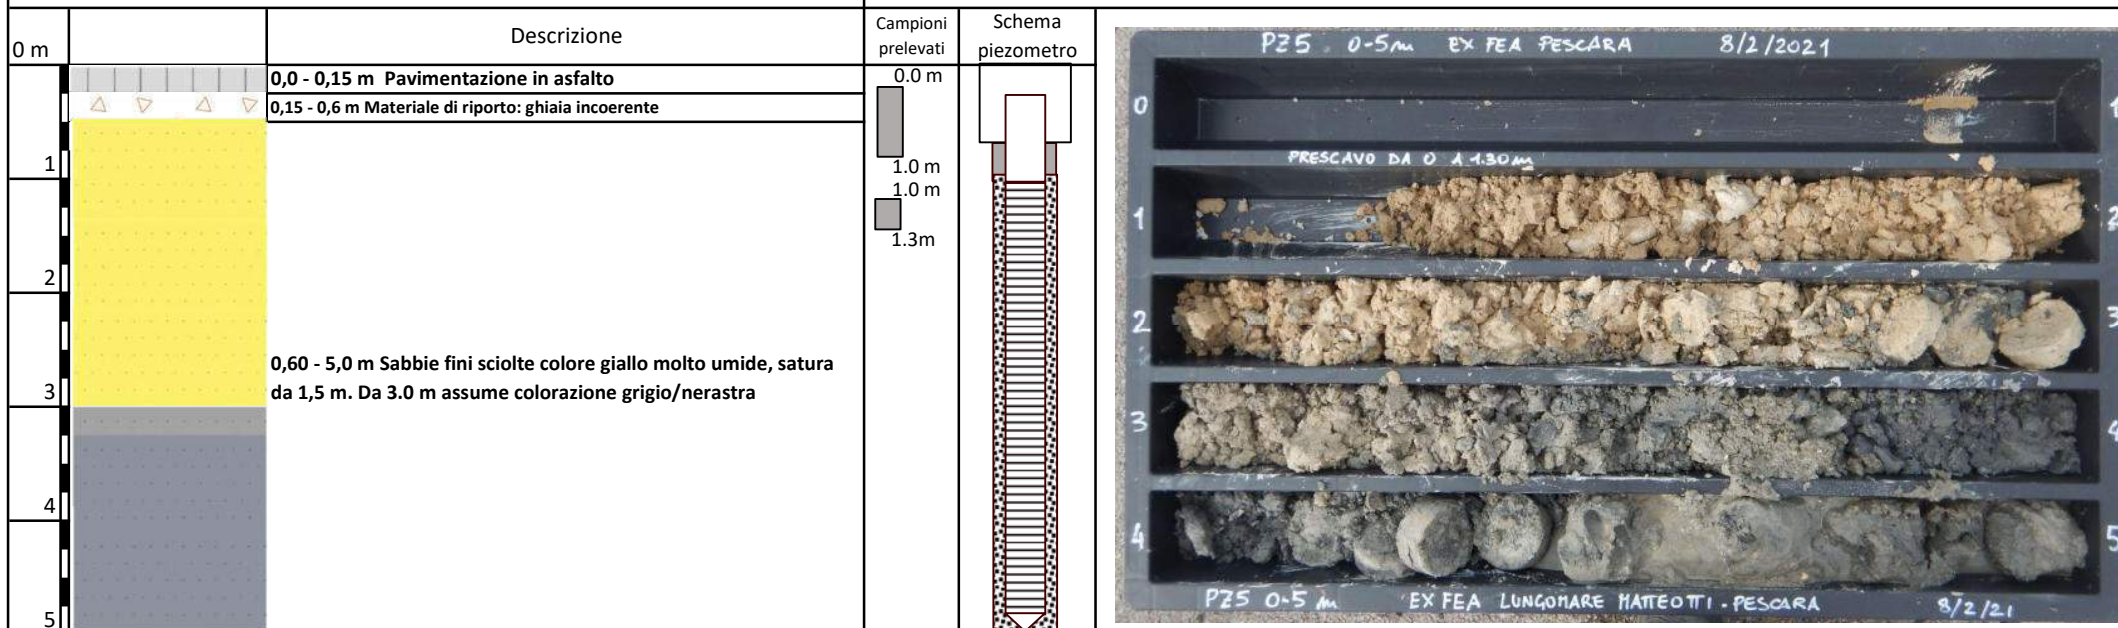 0 m
Descrizione
Campioni
prelevati
Schema
piezometro
0,0 - 0,15 m Pavimentazione in asfalto
0,15 - 0,6 m Materiale di riporto: ghiaia incoerente
0,60 - 5,0 m Sabbie fini sciolte colore giallo molto umide, satura
da 1,5 m. Da 3.0 m assume colorazione grigio/nerastra
1
2
3
4
5
0.0 m
1.0 m
1.0 m
1.3m
PZ5 0-5m EX FEA PESCARA 8/2/2021
0 1
PRESCAVO DA 0 A 1.30 m
1 2
2 3
3 4
4 5
PZ5 0-5 m EX FEA LUNGOMARE MATTEOTTI - PESCARA 8/2/21